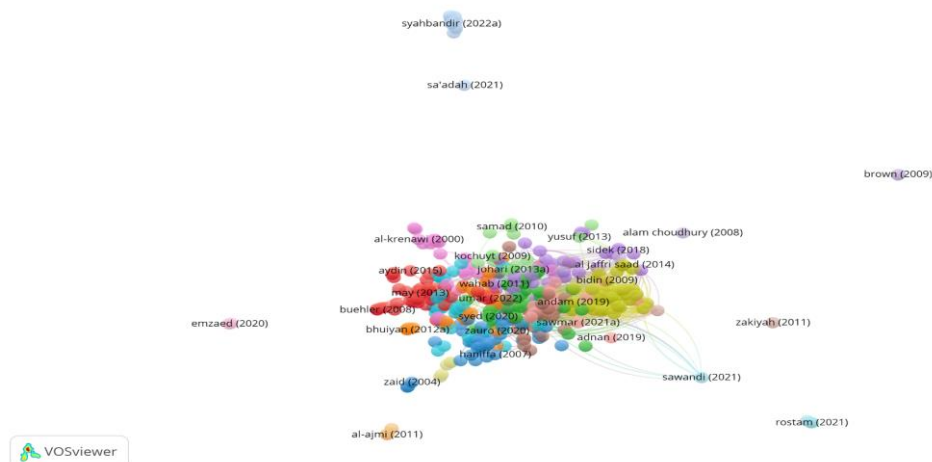 syahbandir (2022a)
sa'adah (2021)
brown (2009)
samad (2010)
alam choudhury (2008)
al-krenawi (2000)
yusuf (2013)
sidek (2018)
kochuyt (2009)
al jaffri saad (2014)
aydin (2015)
johari (2013a)
bidin (2009)
wahab (2011)
may (2013)
umar (2022)
andam (2019)
buehler (2008)
syed (2020)
emzaed (2020)
sawmar (2021a)
zakiyah (2011)
bhuiyan (2012a)
zauro (2020)
adnan (2019)
haniffa (2007)
sawandi (2021)
zaid (2004)
rostam (2021)
al-ajmi (2011)
VOSviewer